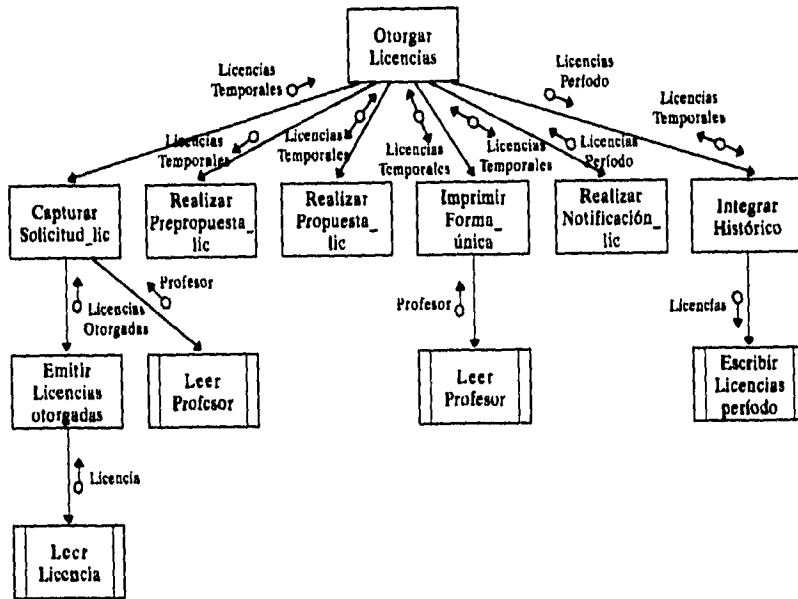 Otorgar
Licencias
Licencias
Temporales
Licencias
Período
Licencias
Temporales
Licencias
Temporales
Licencias
Temporales
Licencias
Temporales
Licencias
Temporales
Licencias
Período
Capturar
Solicitud_lic
Realizar
Prepropuesta_
lic
Realizar
Propuesta_
lic
Imprimir
Forma_
única
Realizar
Notificación_
lic
Integrar
Histórico
Licencias
Otorgadas
Profesor
Profesor
Licencias
Emitir
Licencias
otorgadas
Leer
Profesor
Leer
Profesor
Escribir
Licencias
período
Licencia
Leer
Licencia